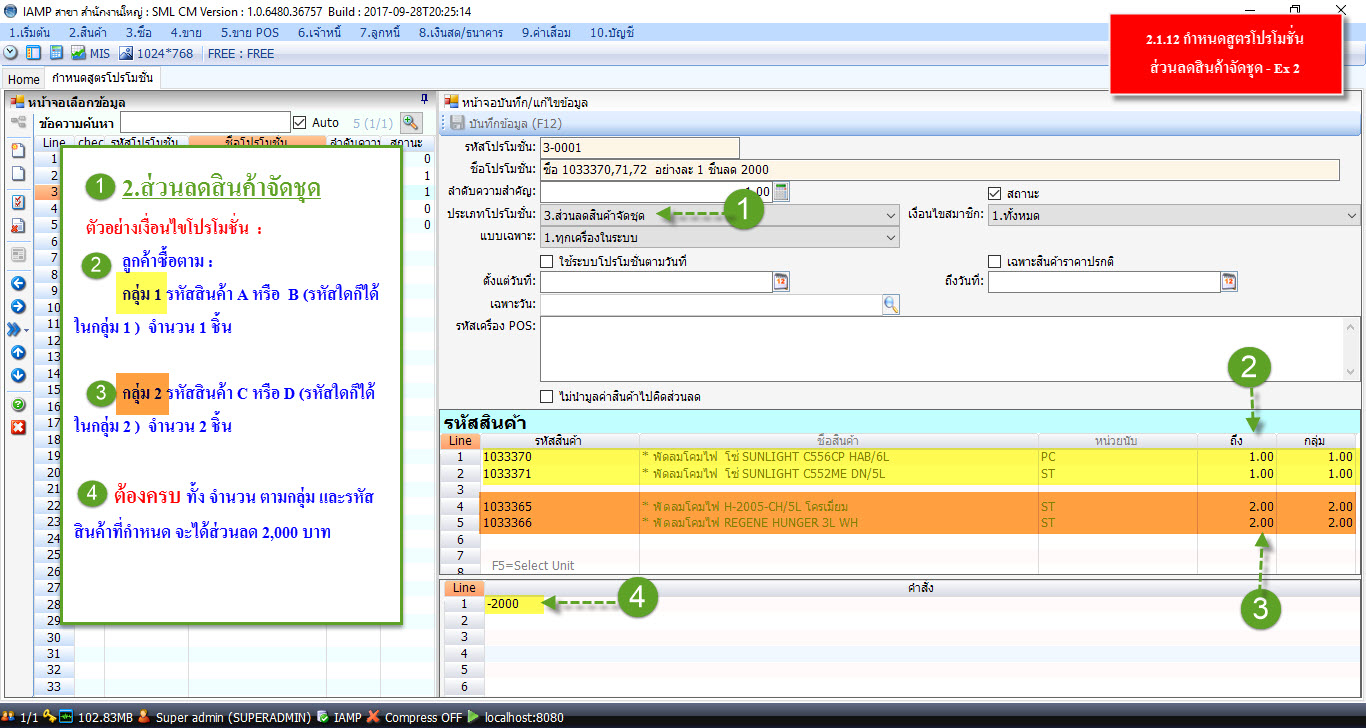 IAMP สาขา สำนักงานใหญ่ : SML CM Version : 1.0.6480.36757 Build : 2017-09-28T20:25:14
1.เริ่มต้น 2.สินค้า 3.ซื้อ 4.ขาย 5.ขาย POS 6.เจ้าหนี้ 7.ลูกหนี้ 8.เงินสด/ธนาคาร 9.ค่าเสื่อม 10.บัญชี
MIS 1024*768 FREE : FREE
2.1.12 กำหนดสูตรโปรโมชั่น
ส่วนลดสินค้าจัดชุด - Ex 2
Home กำหนดสูตรโปรโมชั่น
หน้าจอเลือกข้อมูล
ข้อความค้นหา Auto 5 (1/1)
Line chec รหัสโปรโมชั่น ชื่อโปรโมชั่น ลำดับความ สถานะ
1 0
2 1
3 1
4 0
5 0
6
7
8
9
10
11
12
13
14
15
16
17
18
19
20
21
22
23
24
25
26
27
28
29
30
31
32
33
1 2.ส่วนลดสินค้าจัดชุด
ตัวอย่างเงื่อนไขโปรโมชั่น :
2 ลูกค้าซื้อตาม :
กลุ่ม 1 รหัสสินค้า A หรือ B (รหัสใดก็ได้
ในกลุ่ม 1 ) จำนวน 1 ชิ้น
3 กลุ่ม 2 รหัสสินค้า C หรือ D (รหัสใดก็ได้
ในกลุ่ม 2 ) จำนวน 2 ชิ้น
4 ต้องครบ ทั้ง จำนวน ตามกลุ่ม และรหัส
สินค้าที่กำหนด จะได้ส่วนลด 2,000 บาท
หน้าจอบันทึก/แก้ไขข้อมูล
บันทึกข้อมูล (F12)
รหัสโปรโมชั่น: 3-0001
ชื่อโปรโมชั่น: ซื้อ 1033370,71,72 อย่างละ 1 ชิ้นลด 2000
ลำดับความสำคัญ: 1.00 สถานะ
ประเภทโปรโมชั่น: 3.ส่วนลดสินค้าจัดชุด 1 เงื่อนไขสมาชิก: 1.ทั้งหมด
แบบเฉพาะ: 1.ทุกเครื่องในระบบ
ใช้ระบบโปรโมชั่นตามวันที่ เฉพาะสินค้าราคาปรกติ
ตั้งแต่วันที่: 12 ถึงวันที่: 12
เฉพาะวัน:
รหัสเครื่อง POS:
2
ไม่นำมูลค่าสินค้าไปคิดส่วนลด
รหัสสินค้า
Line รหัสสินค้า ชื่อสินค้า หน่วยนับ ถึง กลุ่ม
1 1033370 * พัดลมโคมไฟ โซ่ SUNLIGHT C556CP HAB/6L PC 1.00 1.00
2 1033371 * พัดลมโคมไฟ โซ่ SUNLIGHT C552ME DN/5L ST 1.00 1.00
3
4 1033365 * พัดลมโคมไฟ H-2005-CH/5L โครเมี่ยม ST 2.00 2.00
5 1033366 * พัดลมโคมไฟ REGENE HUNGER 3L WH ST 2.00 2.00
6
7
8 F5=Select Unit
Line คำสั่ง
1 -2000 4 3
2
3
4
5
6
1/1 102.83MB Super admin (SUPERADMIN) IAMP Compress OFF localhost:8080